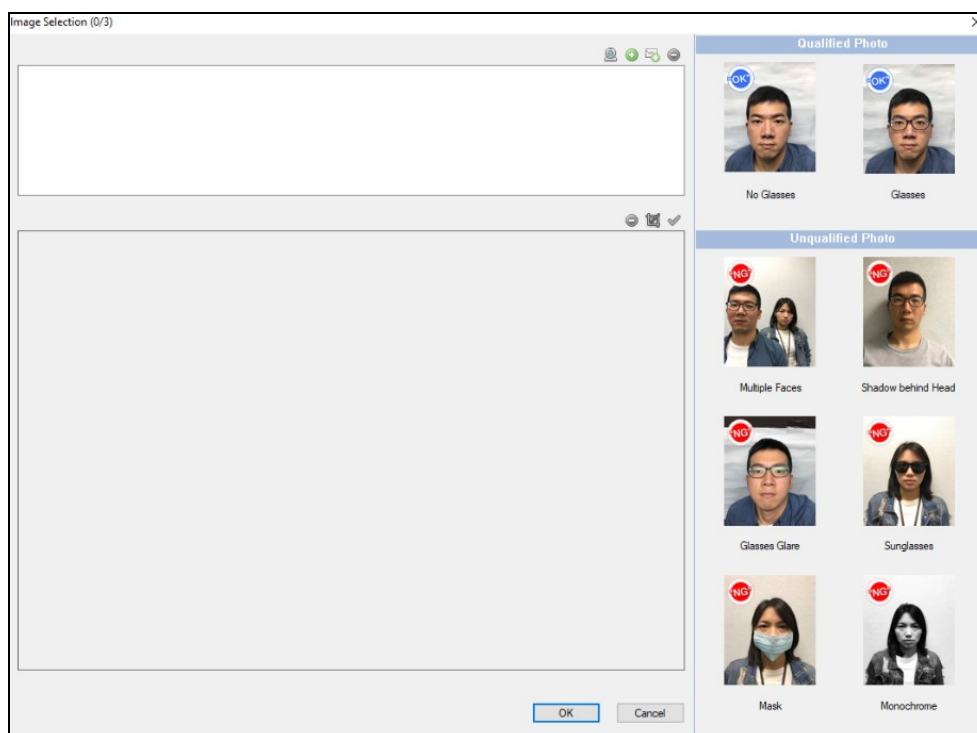 Image Selection (0/3)
Qualified Photo
OK
OK
No Glasses
Glasses
Unqualified Photo
NG
NG
Multiple Faces
Shadow behind Head
NG
NG
Glasses Glare
Sunglasses
NG
NG
Mask
Monochrome
OK
Cancel